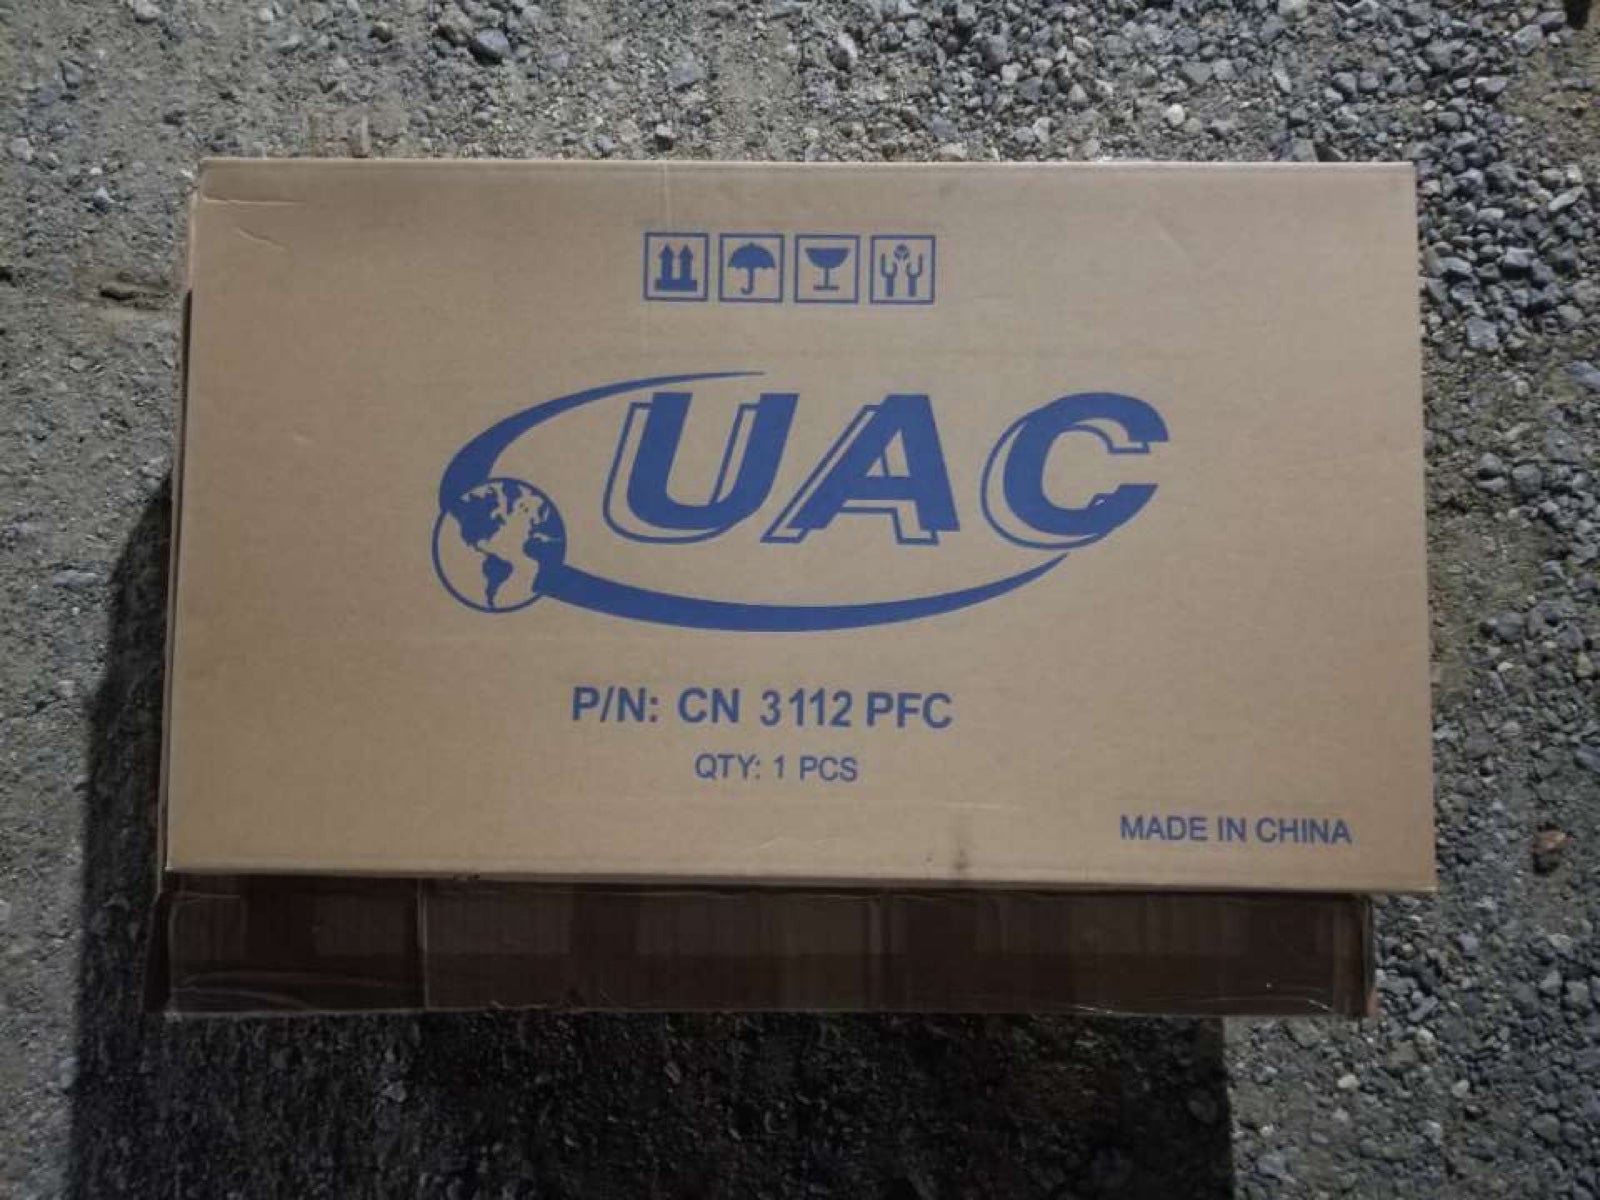 UAC
P/N: CN 3112 PFC
QTY: 1 PCS
MADE IN CHINA